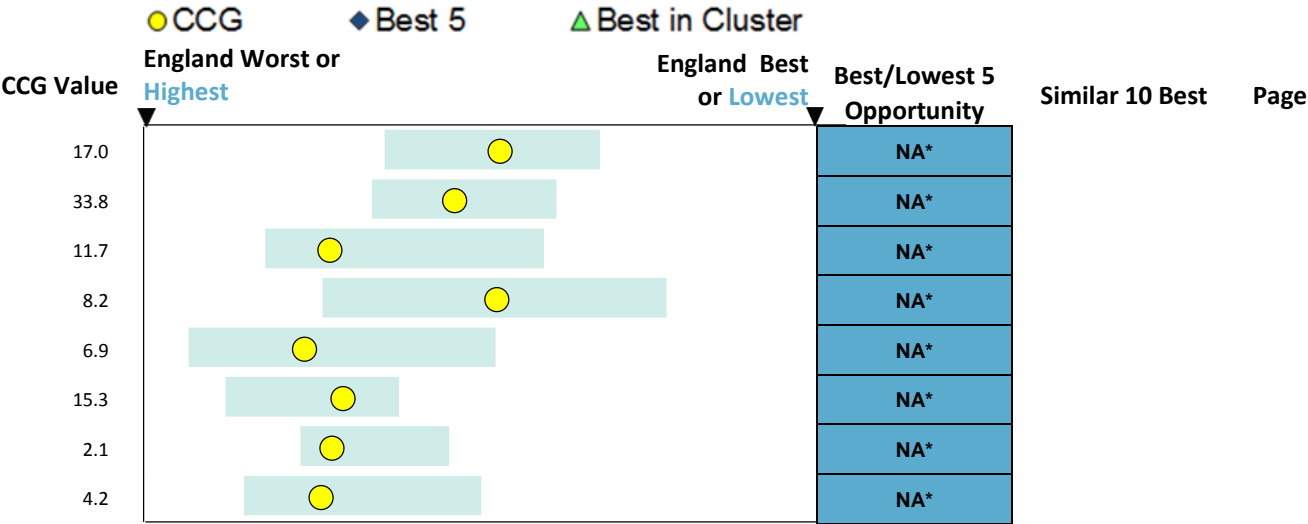 CCG Best 5 Best in Cluster
England Worst or
Highest
England Best
or Lowest
CCG Value
Best/Lowest 5
Opportunity
Similar 10 Best
Page
17.0 NA*
33.8 NA*
11.7 NA*
8.2 NA*
6.9 NA*
15.3 NA*
2.1 NA*
4.2 NA*